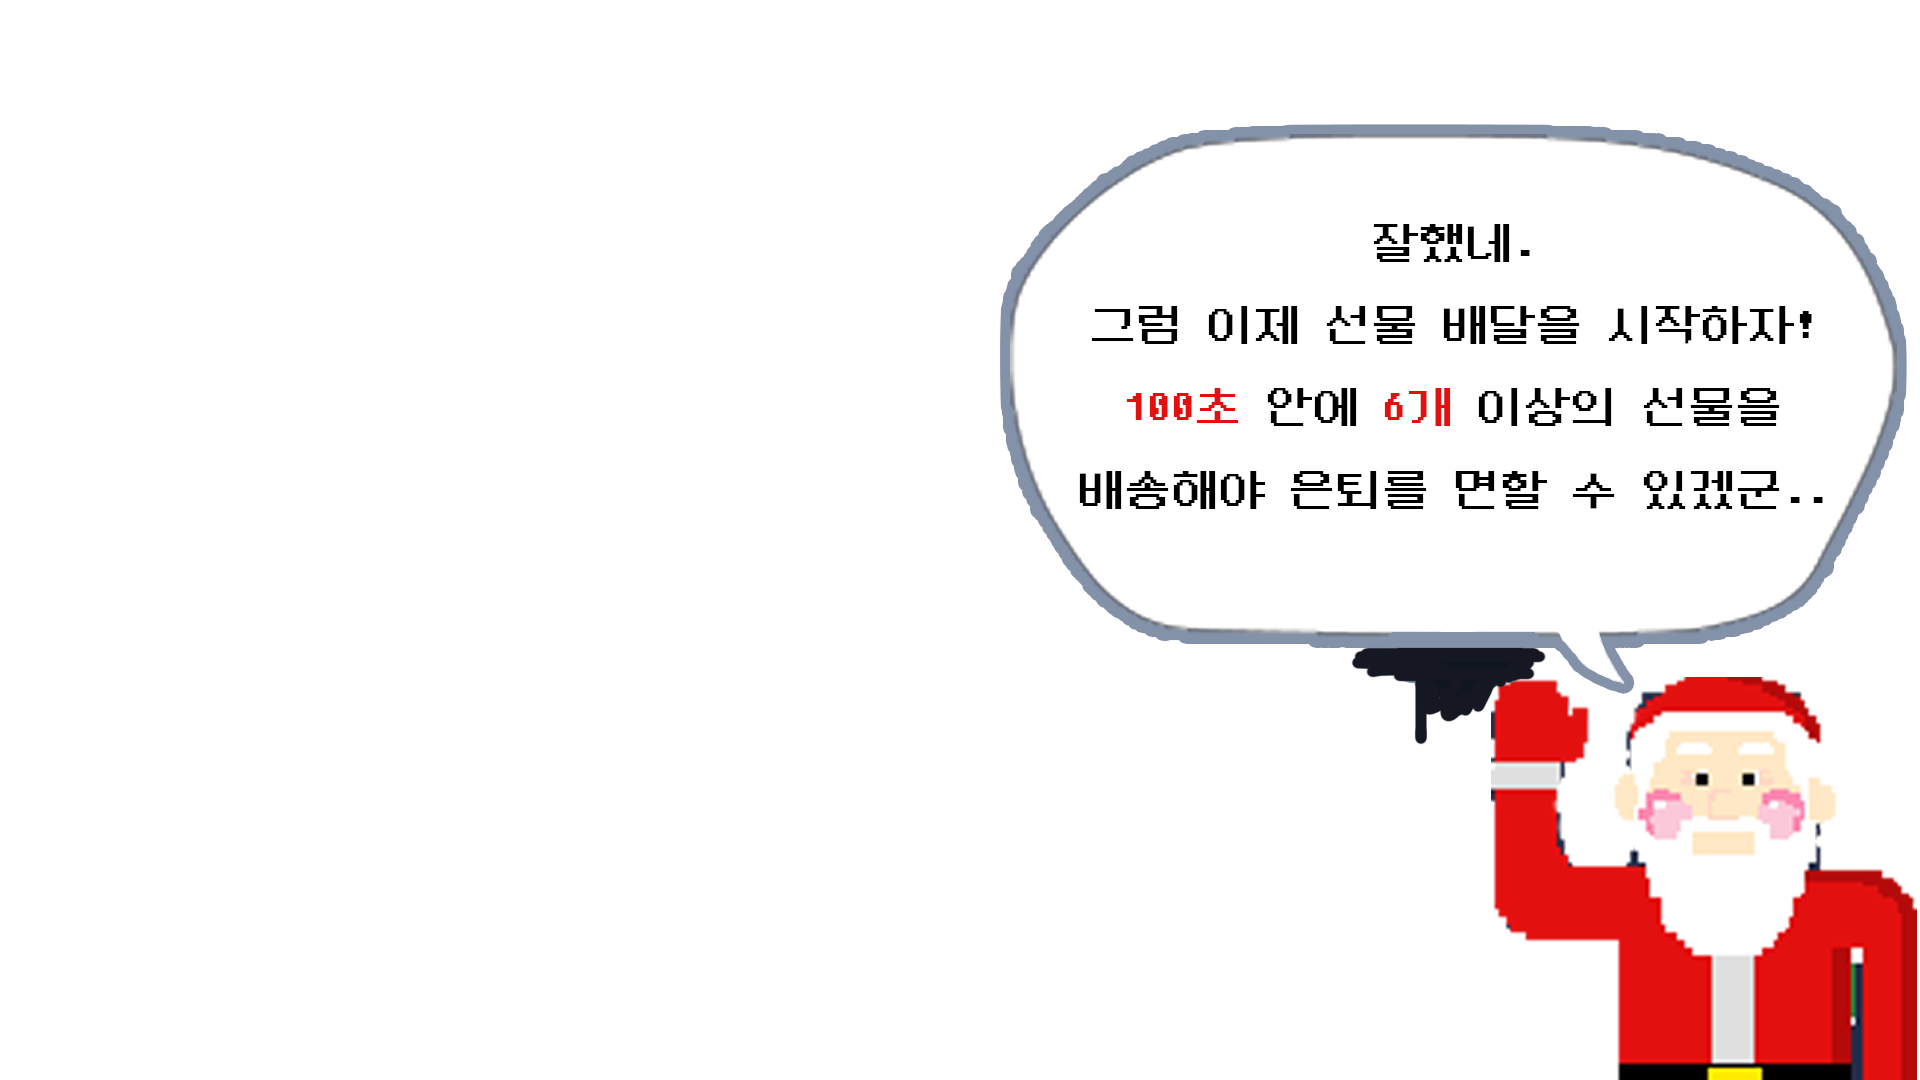 잘했네.
그럼 이제 선물 배달을 시작하자!
100초 안에 6개 이상의 선물을
배송해야 은퇴를 면할 수 있겠군..